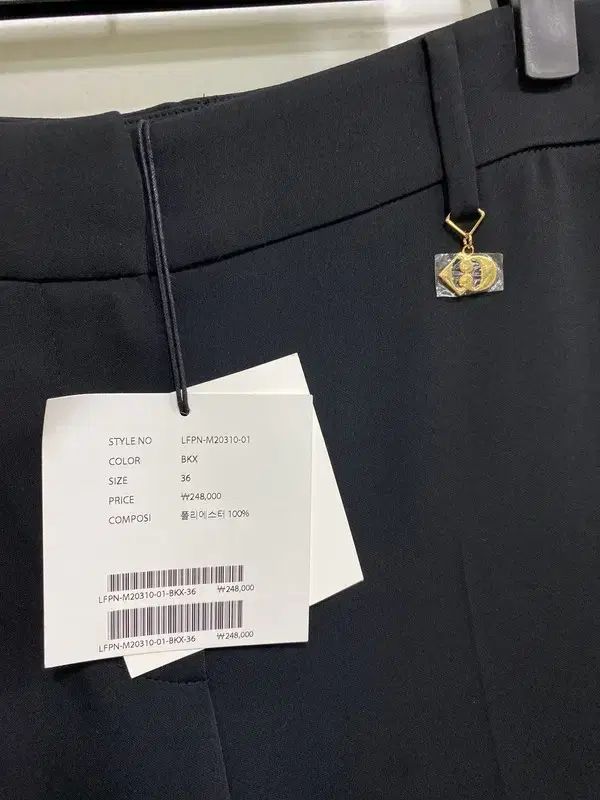 STYLE NO LFPN-M20310-01
COLOR BKX
SIZE 36
PRICE ₩248,000
COMPOSI 폴리에스터 100%
LFPN-M20310-01-BKX-36 ₩248,000
LFPN-M20310-01-BKX-36 ₩248,000